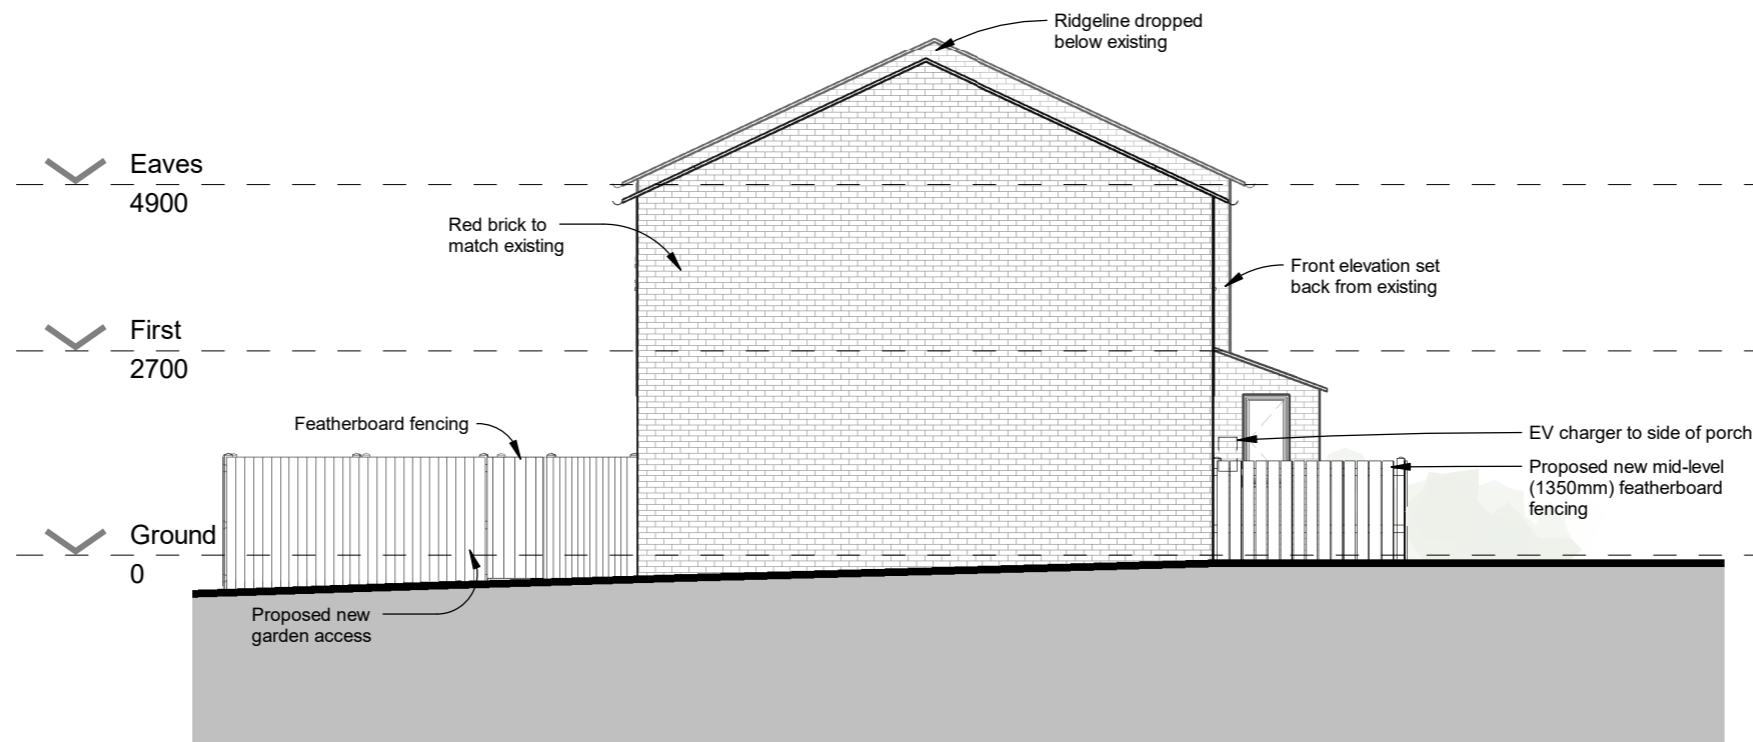 Ridgeline dropped
below existing
Eaves
4900
Red brick to
match existing
Front elevation set
back from existing
First
2700
Featherboard fencing
EV charger to side of porch
Proposed new mid-level
(1350mm) featherboard
fencing
Ground
0
Proposed new
garden access